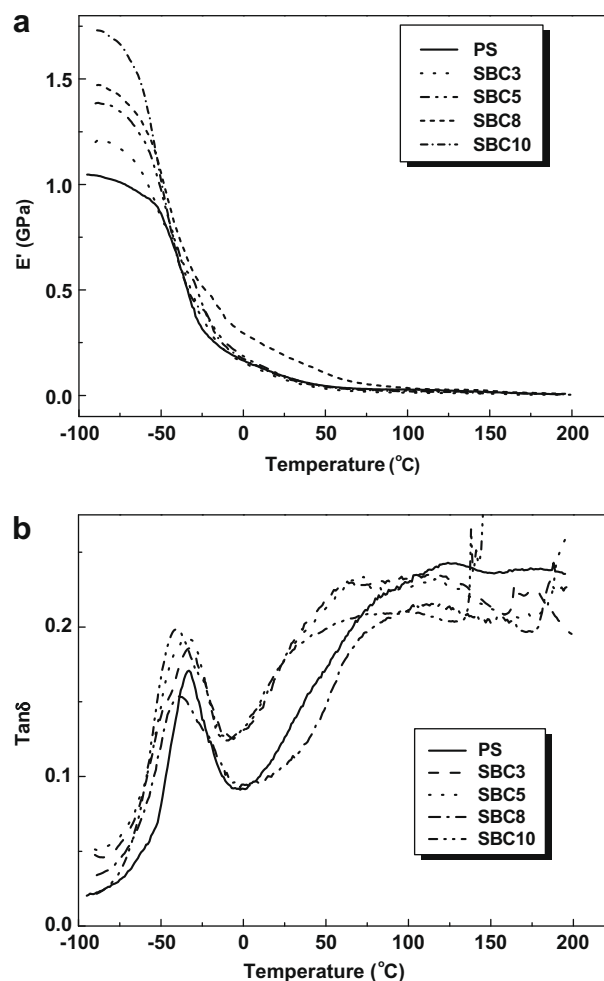 a
1.5
1.0
0.5
0.0
E' (GPa)
PS
SBC3
SBC5
SBC8
SBC10
-100 -50 0 50 100 150 200
Temperature (°C)
b
0.2
0.1
0.0
Tanδ
PS
SBC3
SBC5
SBC8
SBC10
-100 -50 0 50 100 150 200
Temperature (°C)